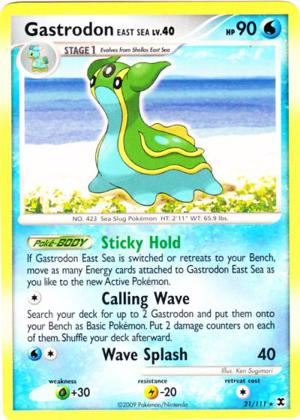 Gastrodon EAST SEA LV.40 HP 90
STAGE 1 Evolves from Shellos East Sea
NO. 423 Sea Slug Pokémon HT: 2'11" WT: 65.9 lbs.
Poké-BODY Sticky Hold
If Gastrodon East Sea is switched or retreats to your Bench,
move as many Energy cards attached to Gastrodon East Sea as
you like to the new Active Pokémon.
Calling Wave
Search your deck for up to 2 Gastrodon and put them onto
your Bench as Basic Pokémon. Put 2 damage counters on each
of them. Shuffle your deck afterward.
Wave Splash 40
Illus. Ken Sugimori
weakness resistance retreat cost
+30 -20
21/111
©2009 Pokémon/Nintendo